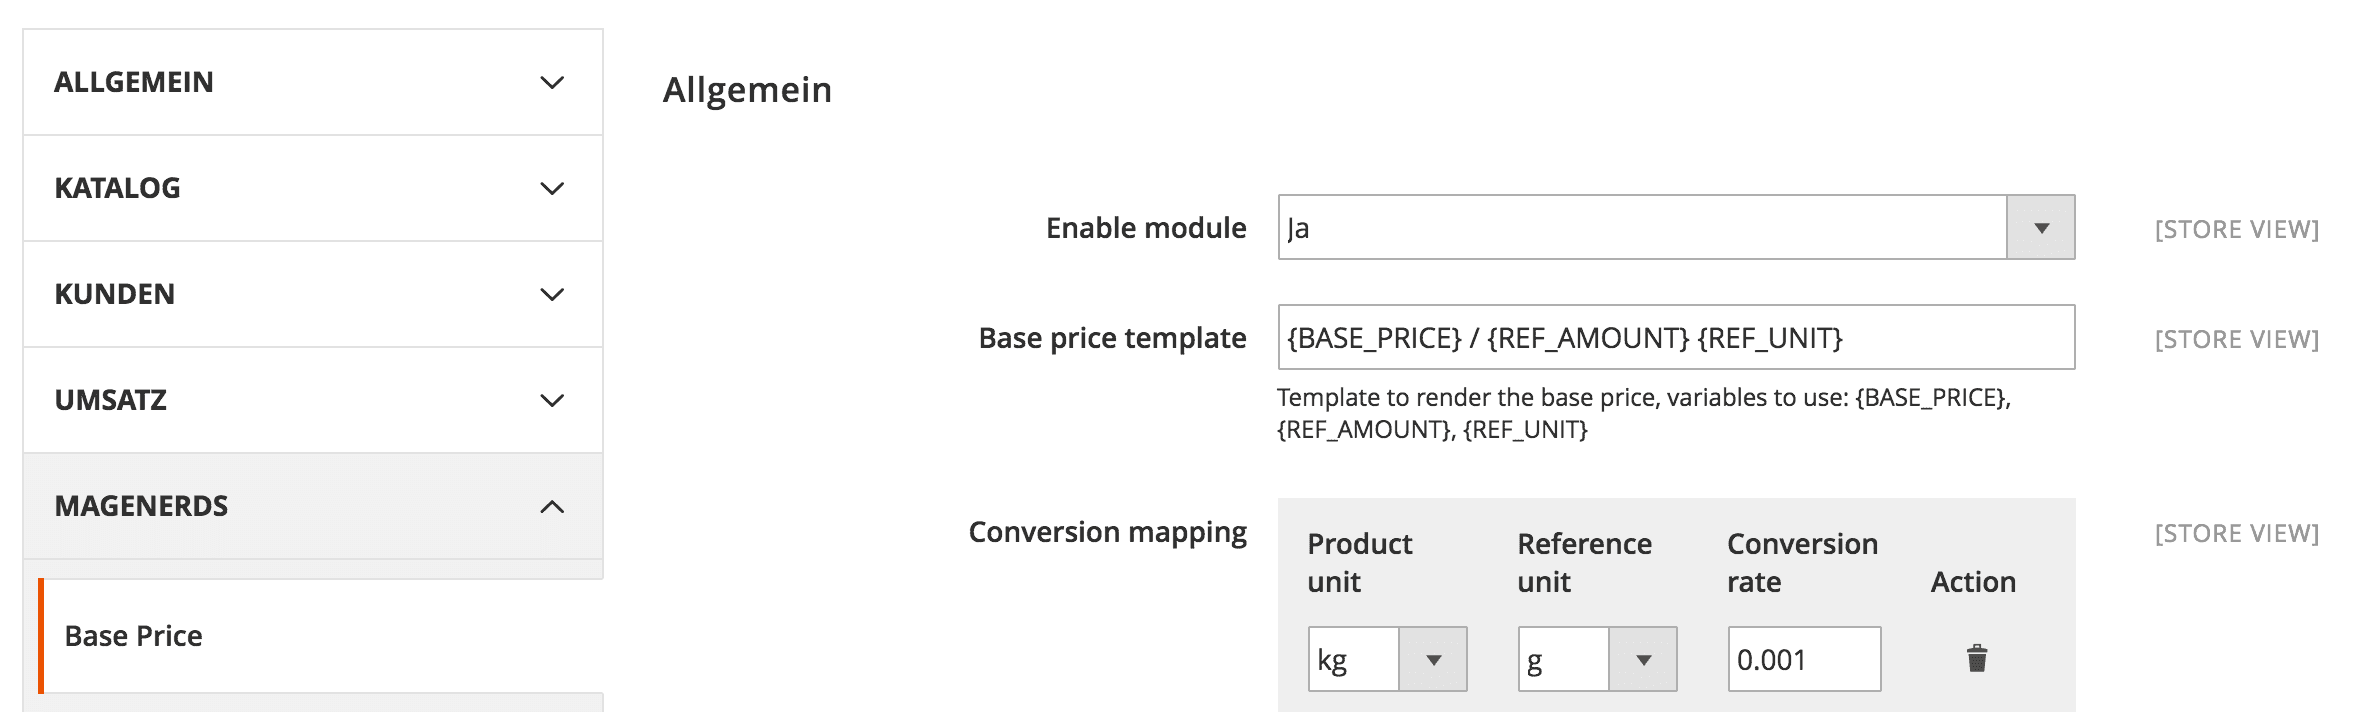 ALLGEMEIN
KATALOG
KUNDEN
UMSATZ
MAGENERDS
Base Price
Allgemein
Enable module
Ja
[STORE VIEW]
Base price template
{BASE_PRICE} / {REF_AMOUNT} {REF_UNIT}
[STORE VIEW]
Template to render the base price, variables to use: {BASE_PRICE},
{REF_AMOUNT}, {REF_UNIT}
Conversion mapping
[STORE VIEW]
Product unit
Reference unit
Conversion rate
Action
kg
g
0.001